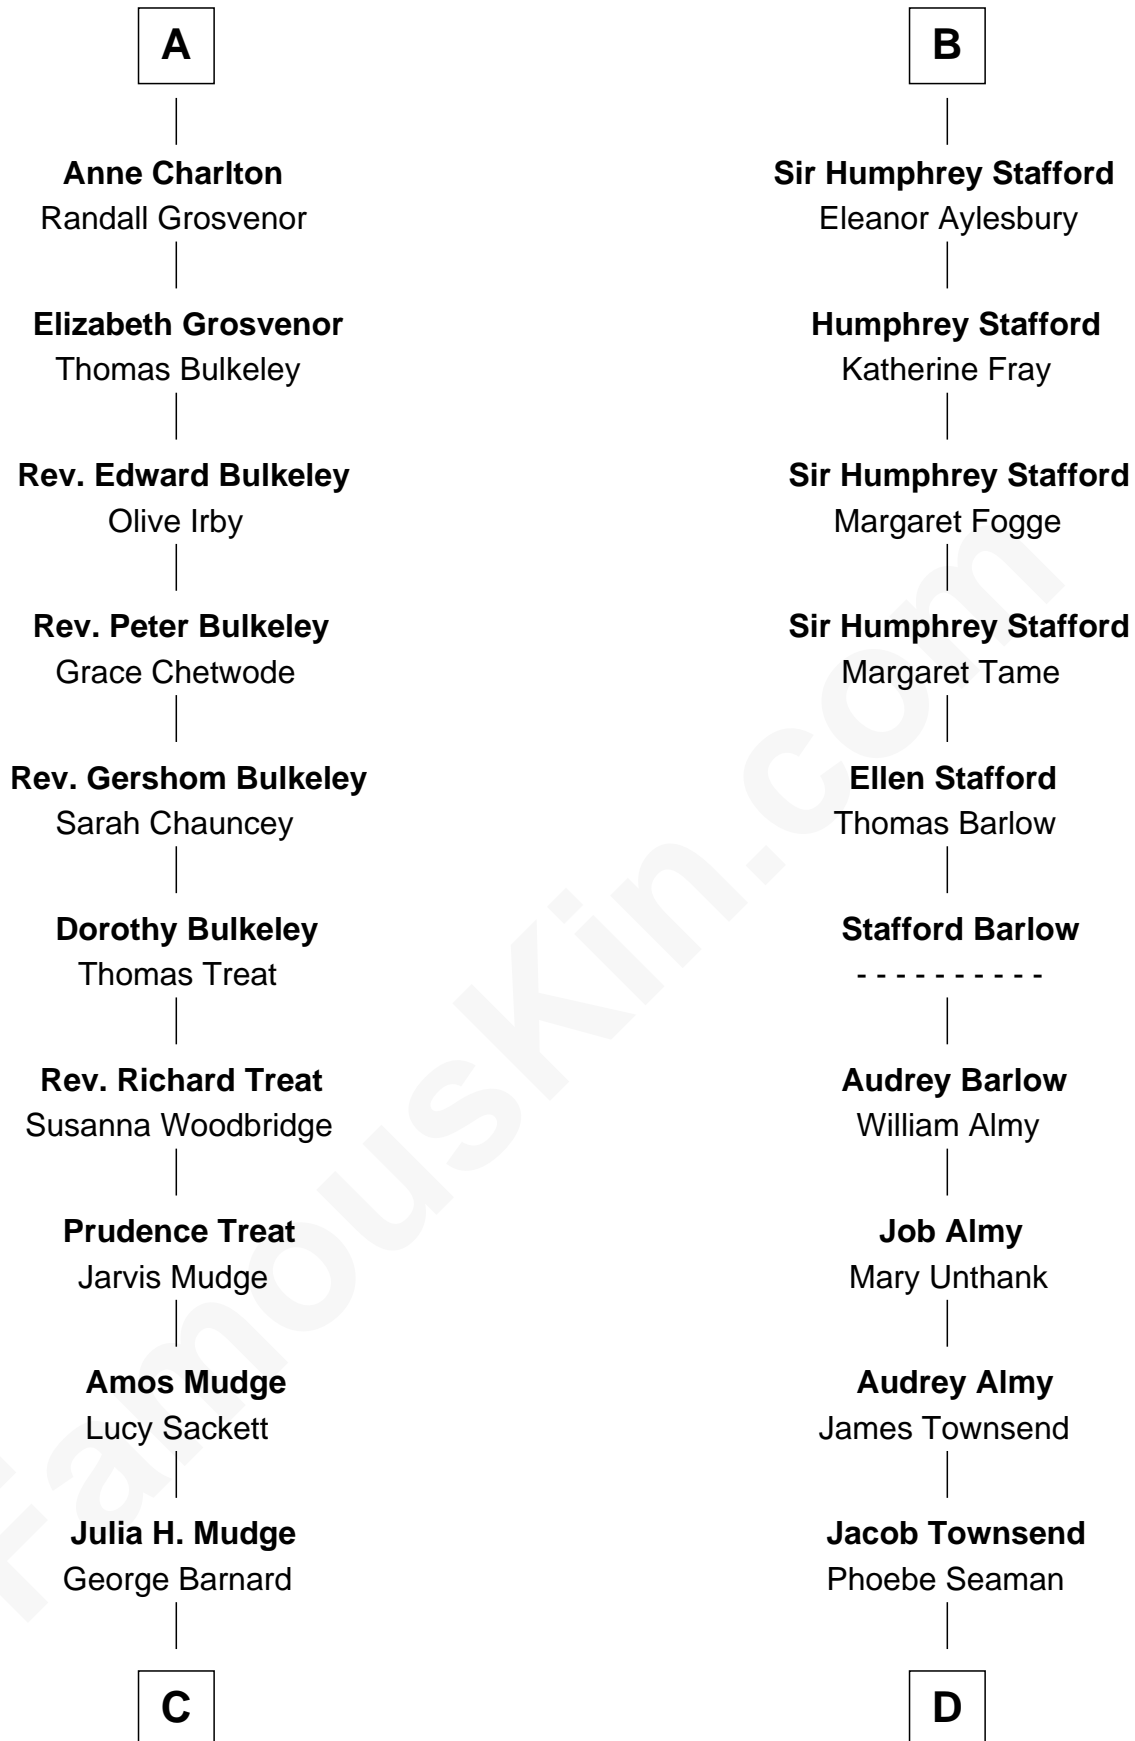 A
Anne Charlton
Randall Grosvenor
Elizabeth Grosvenor
Thomas Bulkeley
Rev. Edward Bulkeley
Olive Irby
Rev. Peter Bulkeley
Grace Chetwode
Rev. Gershom Bulkeley
Sarah Chauncey
Dorothy Bulkeley
Thomas Treat
Rev. Richard Treat
Susanna Woodbridge
Prudence Treat
Jarvis Mudge
Amos Mudge
Lucy Sackett
Julia H. Mudge
George Barnard
C
B
Sir Humphrey Stafford
Eleanor Aylesbury
Humphrey Stafford
Katherine Fray
Sir Humphrey Stafford
Margaret Fogge
Sir Humphrey Stafford
Margaret Tame
Ellen Stafford
Thomas Barlow
Stafford Barlow
- - - - - - - - - -
Audrey Barlow
William Almy
Job Almy
Mary Unthank
Audrey Almy
James Townsend
Jacob Townsend
Phoebe Seaman
D
FamousKin.com